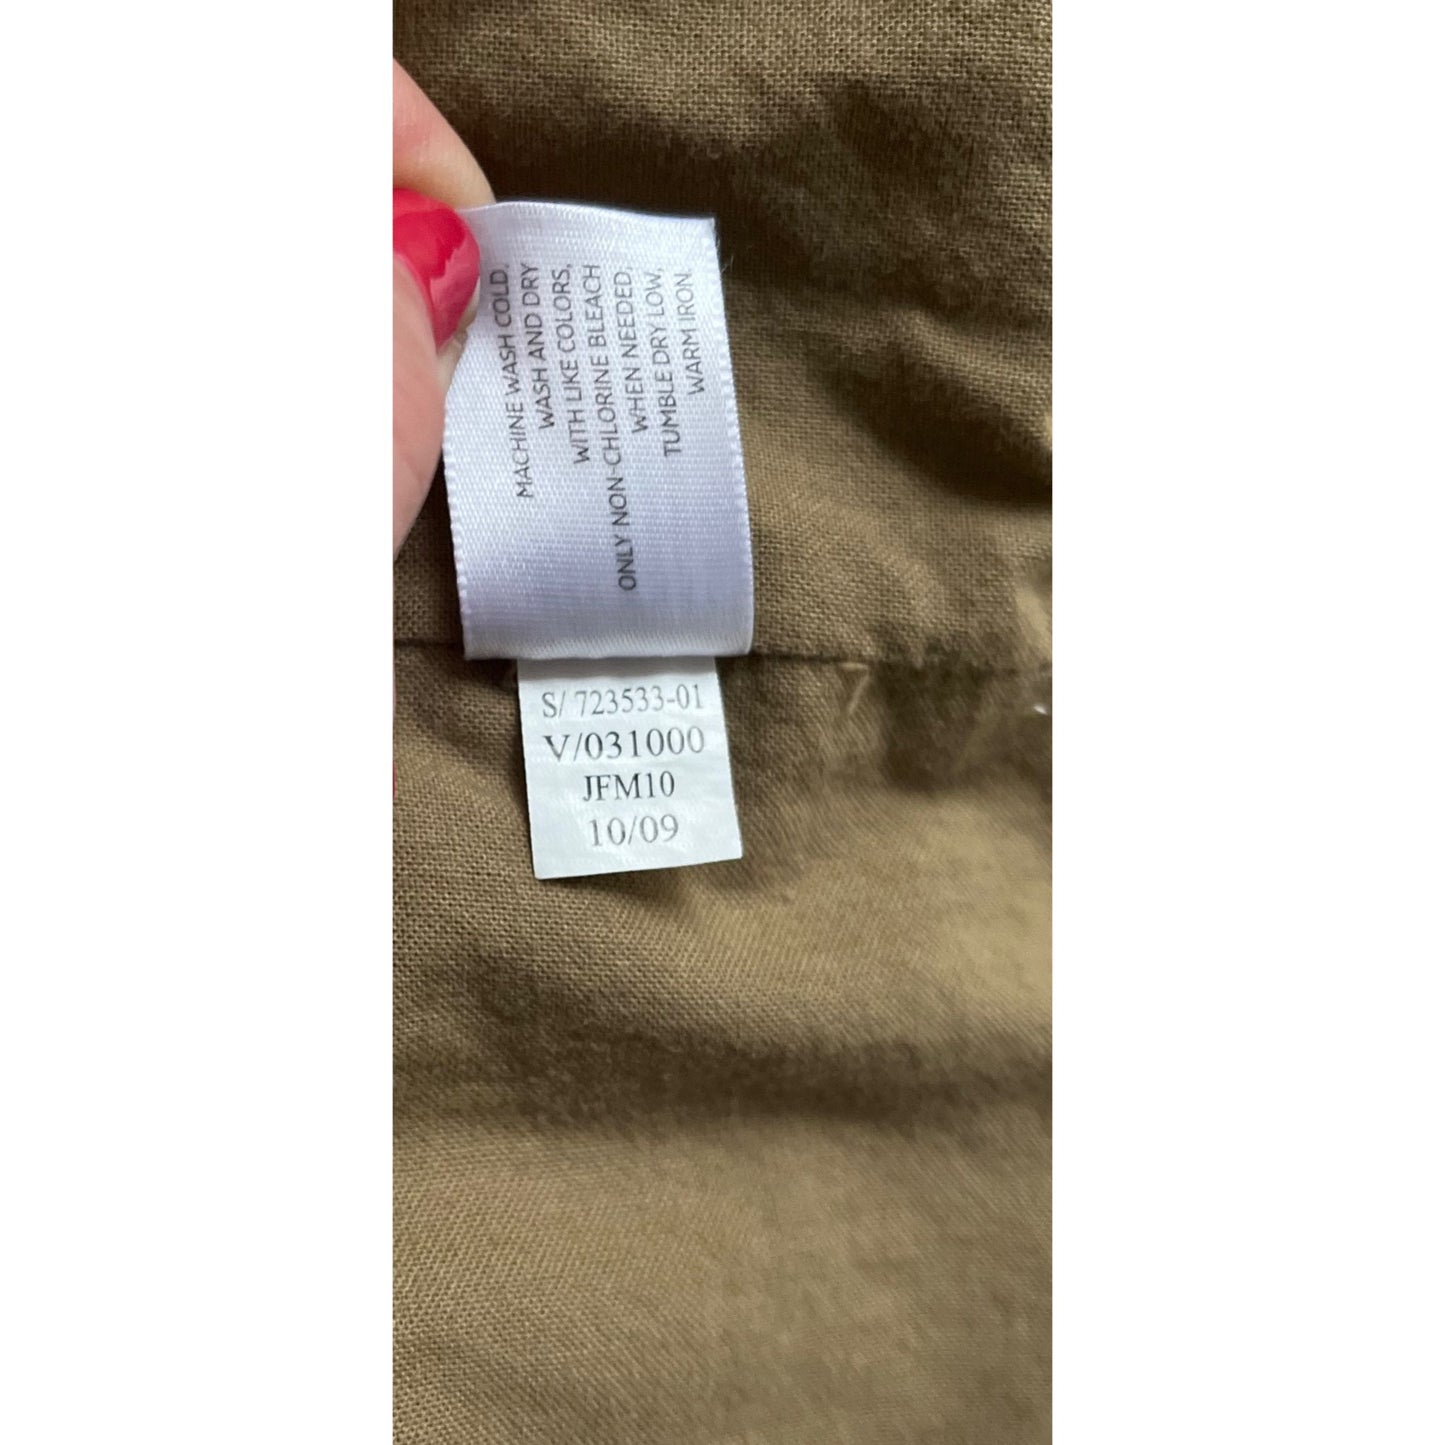 MACHINE WASH COLD.
WASH AND DRY
WITH LIKE COLORS,
ONLY NON-CHLORINE BLEACH
WHEN NEEDED,
TUMBLE DRY LOW,
WARM IRON.
S/ 723533-01
V/031000
JFM10
10/09